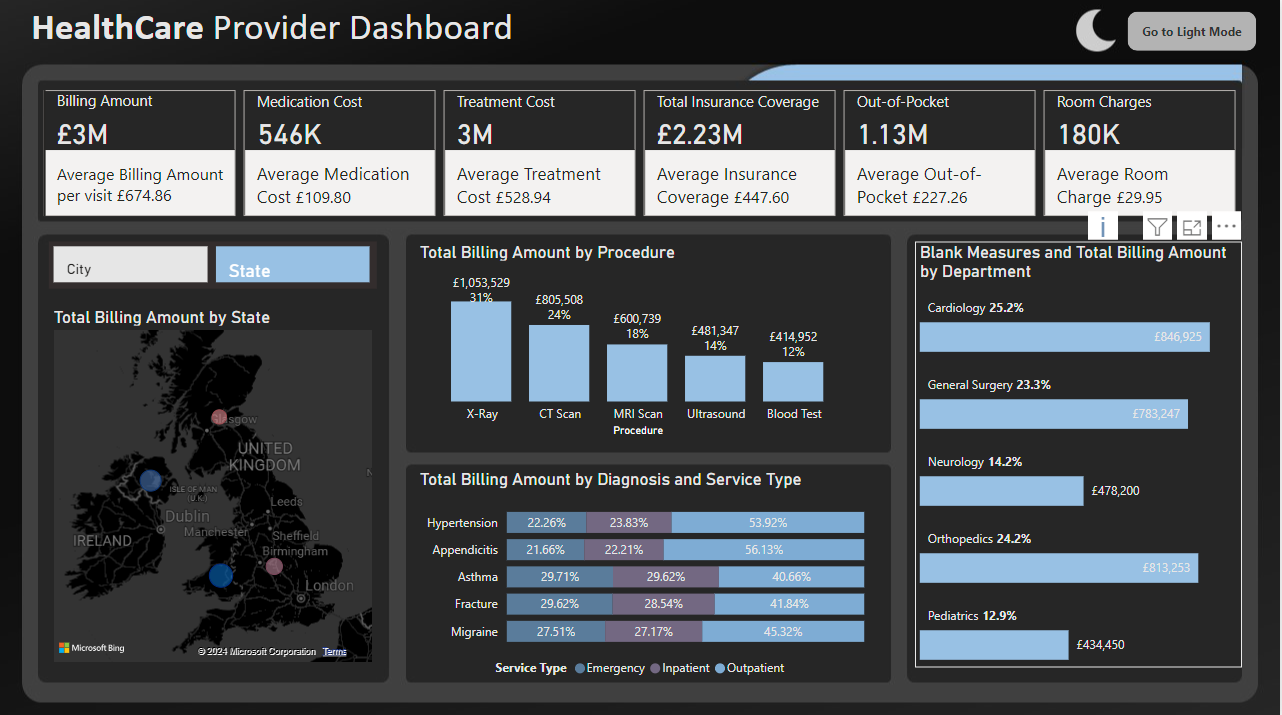 HealthCare Provider Dashboard
Go to Light Mode
Billing Amount
£3M
Average Billing Amount
per visit £674.86
Medication Cost
546K
Average Medication
Cost £109.80
Treatment Cost
3M
Average Treatment
Cost £528.94
Total Insurance Coverage
£2.23M
Average Insurance
Coverage £447.60
Out-of-Pocket
1.13M
Average Out-of-
Pocket £227.26
Room Charges
180K
Average Room
Charge £29.95
City
State
Total Billing Amount by State
Glasgow
UNITED
KINGDOM
ISLE OF MAN
(U.K.)
Leeds
Dublin
Manchester
Sheffield
IRELAND
Birmingham
London
N
Microsoft Bing
© 2024 Microsoft Corporation Terms
Total Billing Amount by Procedure
£1,053,529
31%
£805,508
24%
£600,739
18%
£481,347
14%
£414,952
12%
X-Ray CT Scan MRI Scan Ultrasound Blood Test
Procedure
Total Billing Amount by Diagnosis and Service Type
Hypertension 22.26% 23.83% 53.92%
Appendicitis 21.66% 22.21% 56.13%
Asthma 29.71% 29.62% 40.66%
Fracture 29.62% 28.54% 41.84%
Migraine 27.51% 27.17% 45.32%
Service Type Emergency Inpatient Outpatient
Blank Measures and Total Billing Amount
by Department
Cardiology 25.2%
£846,925
General Surgery 23.3%
£783,247
Neurology 14.2%
£478,200
Orthopedics 24.2%
£813,253
Pediatrics 12.9%
£434,450